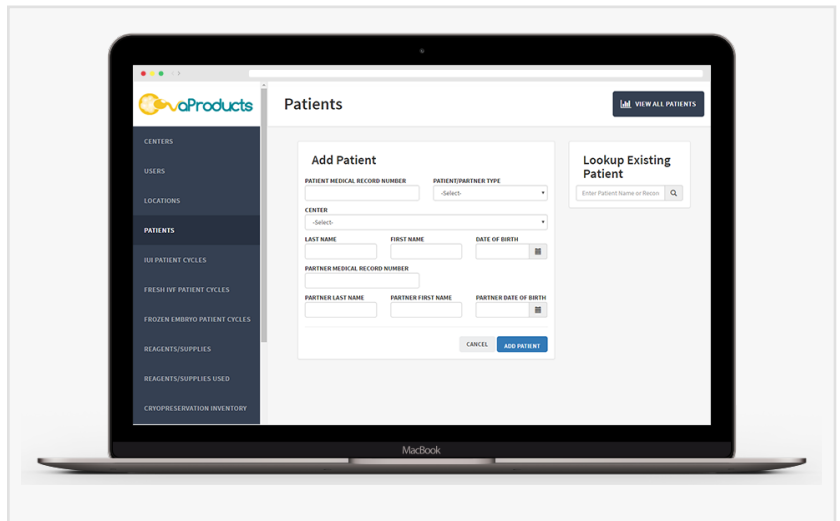 OvaProducts
Patients
VIEW ALL PATIENTS
CENTERS
USERS
LOCATIONS
PATIENTS
IUI PATIENT CYCLES
FRESH IVF PATIENT CYCLES
FROZEN EMBRYO PATIENT CYCLES
REAGENTS/SUPPLIES
REAGENTS/SUPPLIES USED
CRYOPRESERVATION INVENTORY
Add Patient
PATIENT MEDICAL RECORD NUMBER PATIENT/PARTNER TYPE
-Select-
CENTER
-Select-
LAST NAME FIRST NAME DATE OF BIRTH
PARTNER MEDICAL RECORD NUMBER
PARTNER LAST NAME PARTNER FIRST NAME PARTNER DATE OF BIRTH
CANCEL ADD PATIENT
Lookup Existing
Patient
Enter Patient Name or Recon
MacBook